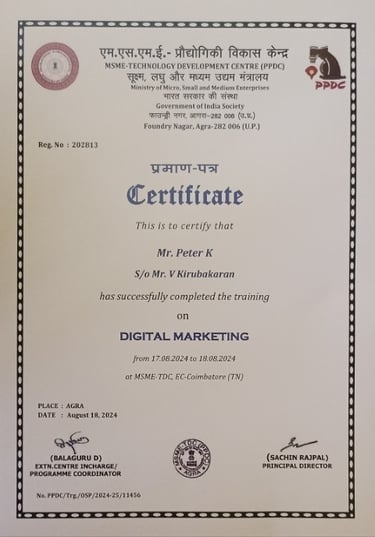 एम.एस.एम.ई.- प्रौद्योगिकी विकास केन्द्र
MSME-TECHNOLOGY DEVELOPMENT CENTRE (PPDC)
सूक्ष्म, लघु और मध्यम उद्यम मंत्रालय
Ministry of Micro, Small and Medium Enterprises
भारत सरकार की संस्था
Government of India Society
फाउन्ड्री नगर, आगरा-282 006 (उ.प्र.)
Foundry Nagar, Agra-282 006 (U.P.)
PPDC
Reg. No : 202813
प्रमाण-पत्र
Certificate
This is to certify that
Mr. Peter K
S/o Mr. V Kirubakaran
has successfully completed the training
on
DIGITAL MARKETING
from 17.08.2024 to 18.08.2024
at MSME-TDC, EC-Coimbatore (TN)
PLACE : AGRA
DATE : August 18, 2024
(BALAGURU D)
EXTN.CENTRE INCHARGE/
PROGRAMME COORDINATOR
MSME-TDC (PPDC)
AGRA
(SACHIN RAJPAL)
PRINCIPAL DIRECTOR
No. PPDC/Trg./OSP/2024-25/11456